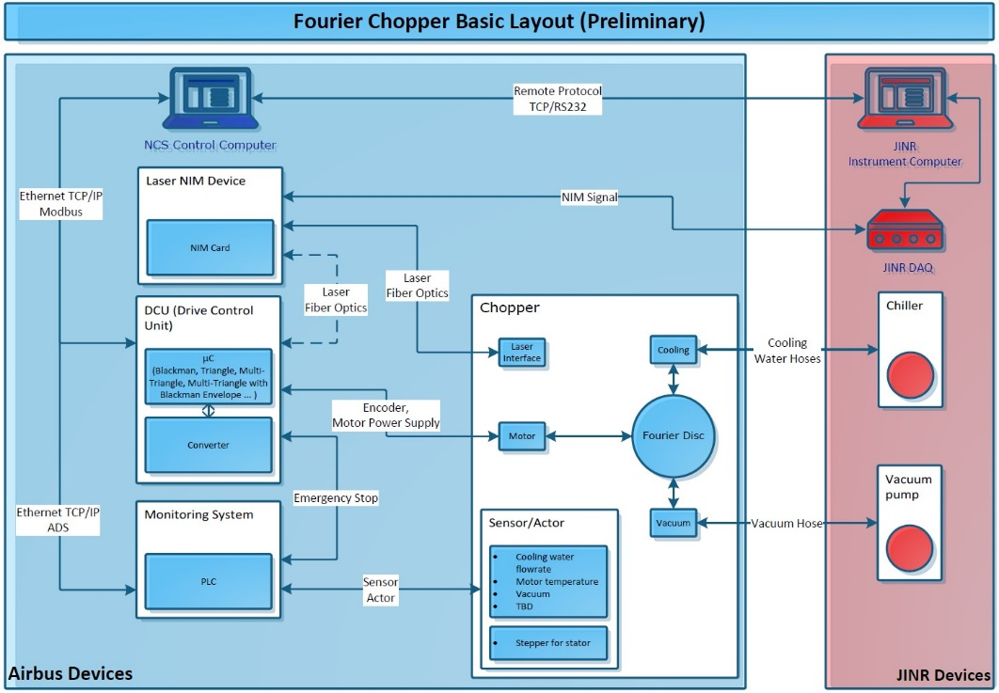 Fourier Chopper Basic Layout (Preliminary)
Remote Protocol
TCP/RS232
NCS Control Computer
JINR
Instrument Computer
Laser NIM Device
NIM Card
Ethernet TCP/IP
Modbus
NIM Signal
JINR DAQ
Laser
Fiber Optics
Laser
Fiber Optics
DCU (Drive Control
Unit)
µC
(Blackman, Triangle, Multi-
Triangle, Multi-Triangle with
Blackman Envelope ... )
Converter
Encoder,
Motor Power Supply
Chopper
Laser
Interface
Cooling
Motor
Fourier Disc
Vacuum
Cooling
Water Hoses
Chiller
Emergency Stop
Ethernet TCP/IP
ADS
Monitoring System
PLC
Sensor
Actor
Sensor/Actor
• Cooling water
flowrate
• Motor temperature
• Vacuum
• TBD
• Stepper for stator
Vacuum Hose
Vacuum
pump
Airbus Devices
JINR Devices